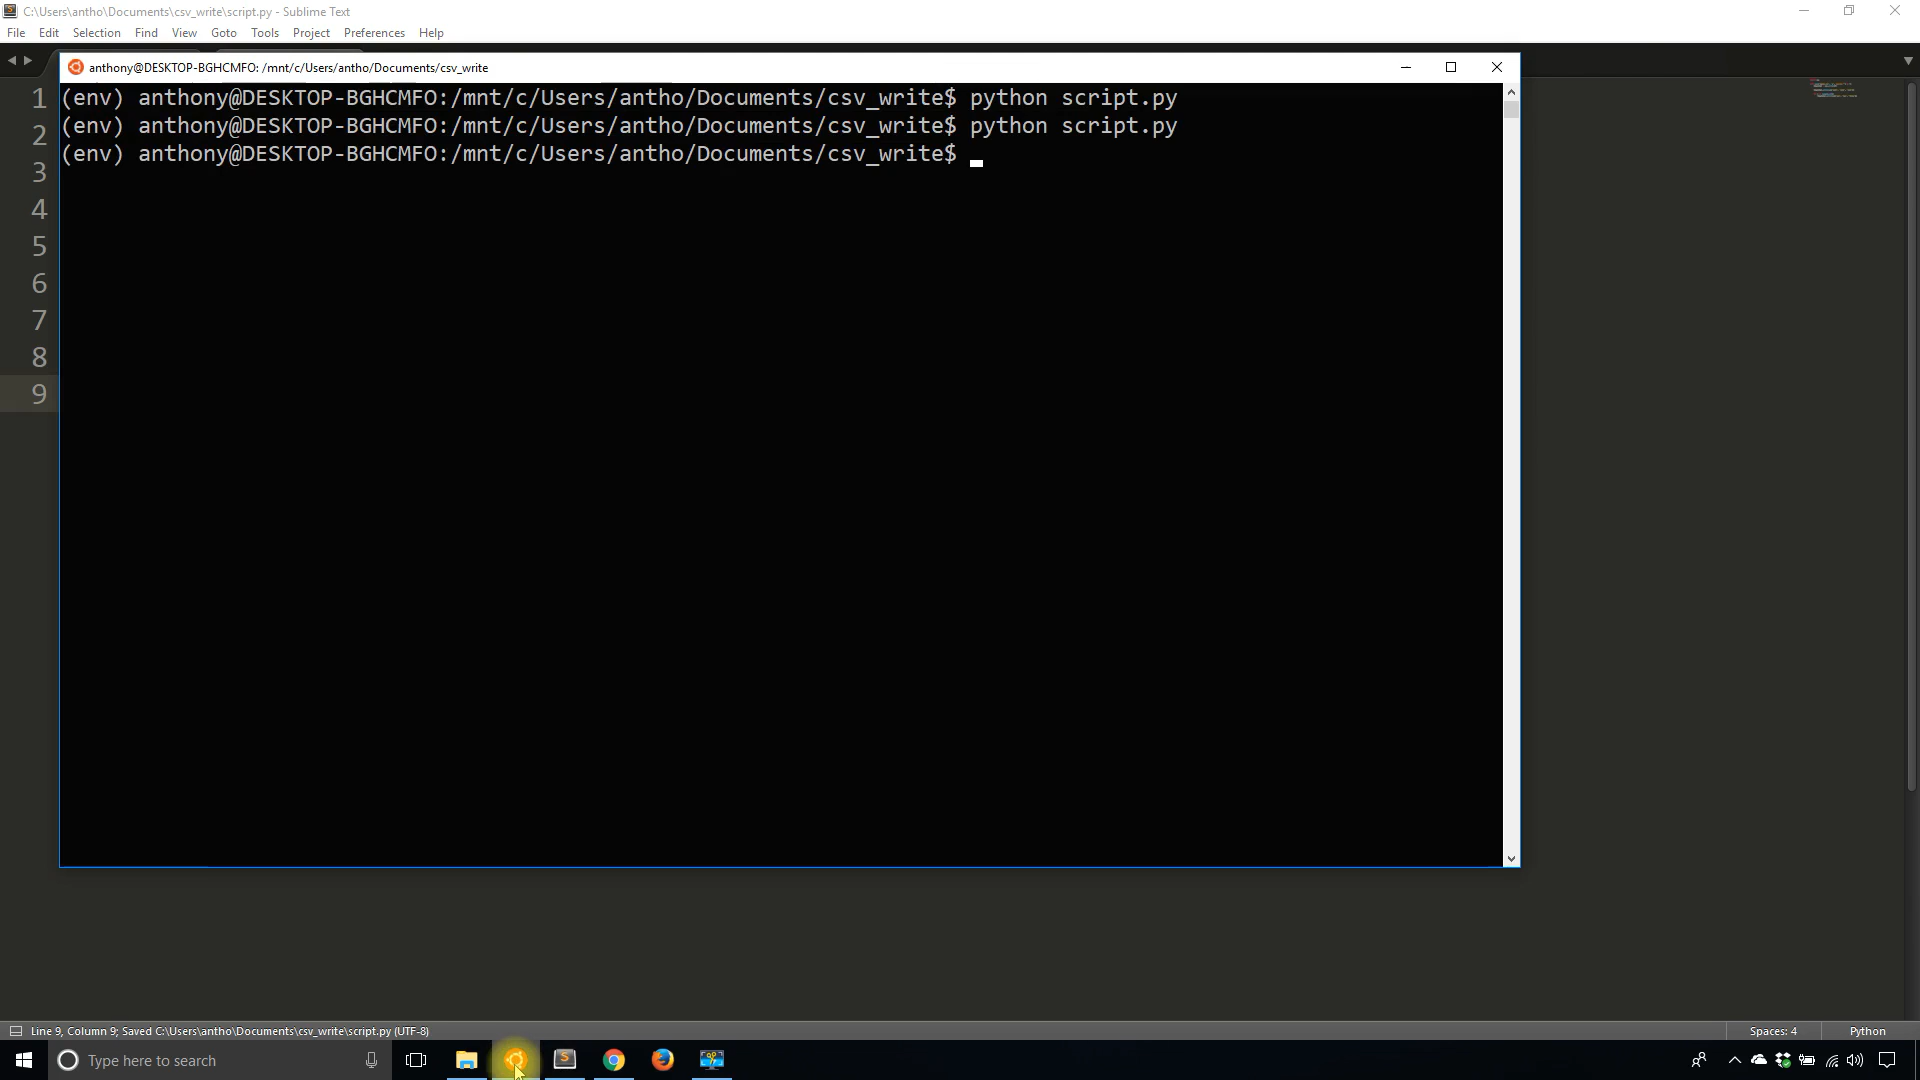 C:\Users\antho\Documents\csv_write\script.py - Sublime Text
File Edit Selection Find View Goto Tools Project Preferences Help
anthony@DESKTOP-BGHCMFO: /mnt/c/Users/antho/Documents/csv_write
1 (env) anthony@DESKTOP-BGHCMFO:/mnt/c/Users/antho/Documents/csv_write$ python script.py
2 (env) anthony@DESKTOP-BGHCMFO:/mnt/c/Users/antho/Documents/csv_write$ python script.py
3 (env) anthony@DESKTOP-BGHCMFO:/mnt/c/Users/antho/Documents/csv_write$
4
5
6
7
8
9
Line 9, Column 9; Saved C:\Users\antho\Documents\csv_write\script.py (UTF-8) Spaces: 4 Python
Type here to search